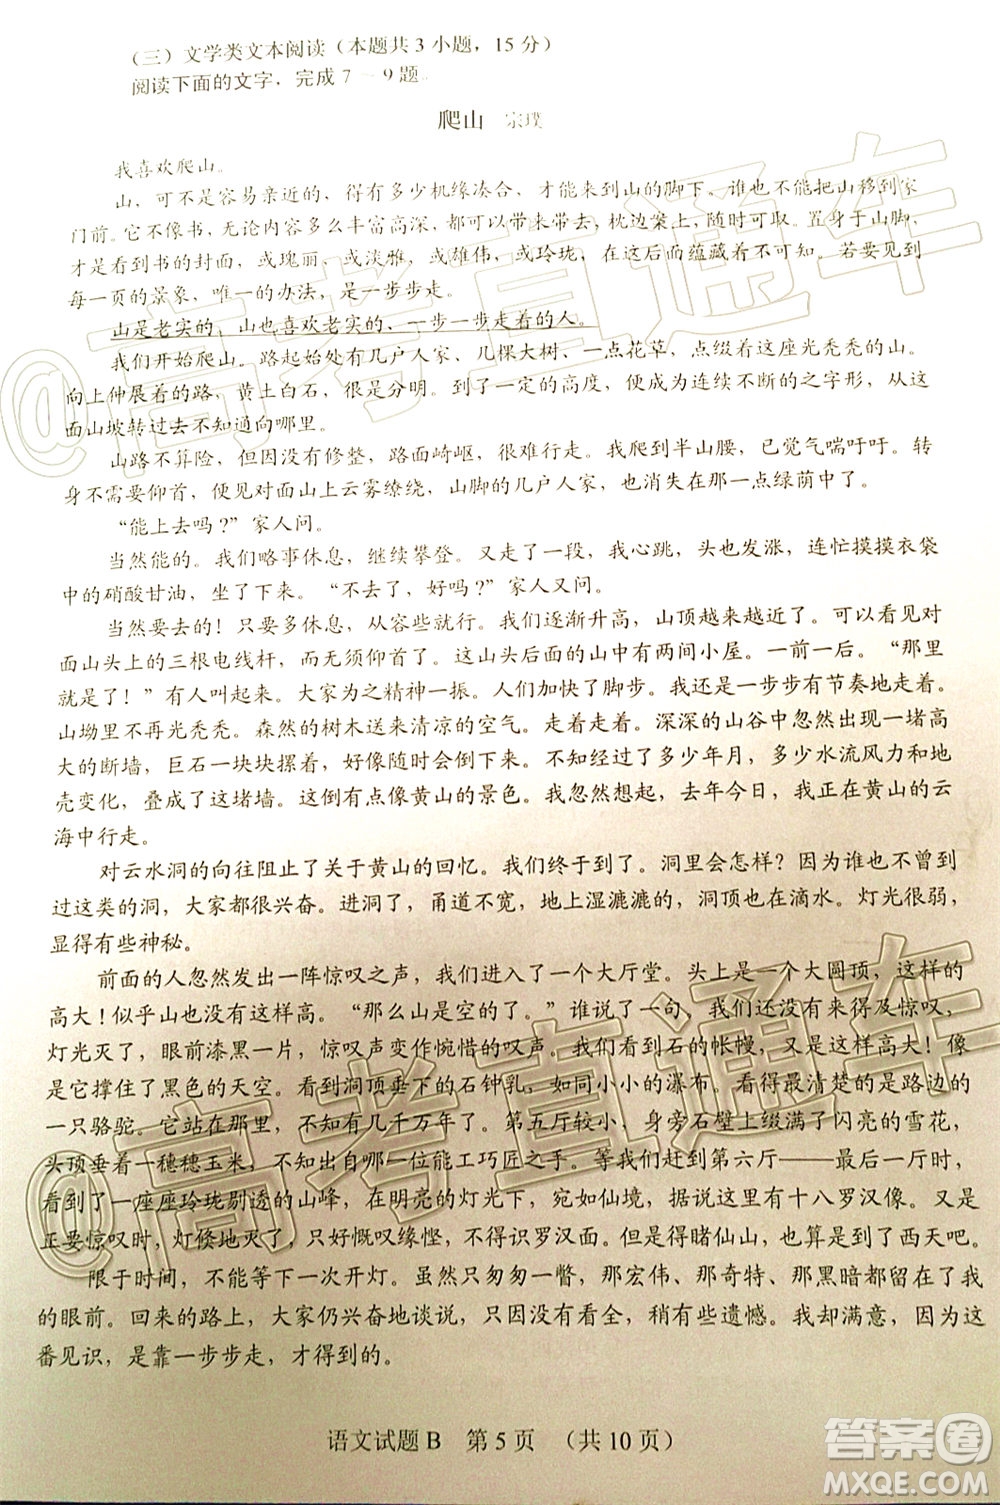 （三）文学类文本阅读（本题共3小题，15分）
阅读下面的文字，完成7－9题。
爬山 宗璞
我喜欢爬山。
山，可不是容易亲近的，得有多少机缘凑合，才能来到山的脚下。谁也不能把山移到家
门前。它不像书，无论内容多么丰富高深，都可以带来带去，枕边案上，随时可取。置身于山脚，
才是看到书的封面，或瑰丽，或淡雅，或雄伟，或玲珑，在这后面蕴藏着不可知。若要见到
每一页的景象，唯一的办法，是一步步走。
山是老实的，山也喜欢老实的、一步一步走着的人。
我们开始爬山。路起始处有几户人家，几棵大树、一点花草，点缀着这座光秃秃的山。
向上伸展着的路，黄土白石，很是分明。到了一定的高度，便成为连续不断的之字形，从这
面山坡转过去不知通向哪里。
山路不算险，但因没有修整，路面崎岖，很难行走。我爬到半山腰，已觉气喘吁吁。转
身不需要仰首，便见对面山上云雾缭绕，山脚的几户人家，也消失在那一点绿荫中了。
“能上去吗？”家人问。
当然能的。我们略事休息，继续攀登。又走了一段，我心跳，头也发涨，连忙摸摸衣袋
中的硝酸甘油，坐了下来。“不去了，好吗？”家人又问。
当然要去的！只要多休息，从容些就行。我们逐渐升高，山顶越来越近了。可以看见对
面山头上的三根电线杆，而无须仰首了。这山头后面的山中有两间小屋。一前一后。“那里
就是了！”有人叫起来。大家为之精神一振。人们加快了脚步。我还是一步步有节奏地走着。
山坳里不再光秃秃。森然的树木送来清凉的空气。走着走着。深深的山谷中忽然出现一堵高
大的断墙，巨石一块块摞着，好像随时会翻下来。不知经过了多少年月，多少水流风力和地
壳变化，叠成了这堵墙。这倒有点像黄山的景色。我忽然想起，去年今日，我正在黄山的云
海中行走。
对云水洞的向往阻止了关于黄山的回忆。我们终于到了。洞里会怎样？因为谁也不曾到
过这类的洞，大家都很兴奋。进洞了，甬道不宽，地上湿漉漉的，洞顶也在滴水。灯光很弱，
显得有些神秘。
前面的人忽然发出一阵惊叹之声，我们进入了一个大厅堂。头上是一个大圆顶，这样的
高大！似乎山也没有这样高。“那么山是空的了。”谁说了一句，我们没有来得及惊叹，
灯光灭了，眼前漆黑一片，惊叹声变作惋惜的叹声。我们看到石的帐幔，这样高大！像
是它撑住了黑色的天空。看到洞顶垂下的石钟乳，如同小小的瀑布。看得最清楚的是路边的
一只骆驼。它站在那里，不知有几千万年了。第五厅较小，身旁石壁上缀满了闪亮的雪花，
头顶垂着一穗穗玉米，不知出自哪一位能工巧匠之手。等我们赶到第六厅——最后一厅时，
看到了一座座玲珑剔透的山峰，在明亮的灯光下，宛如仙境，据说这里有十八罗汉像。又是
正要惊叹时，灯倏地灭了，只好慨叹缘悭，不识罗汉面。但是得睹仙山，也算是到了西天吧。
限于时间，不能等下一次开灯。虽然只匆匆一瞥，那宏伟、那奇特、那黑暗都留在了我
的眼前。回来的路上，大家仍兴奋地谈说，只因没有看全，稍有些遗憾。我却满意，因为这
番见识，是靠一步步走，才得到的。
语文试题B 第5页 （共10页）
@高考直通车
@高考直通车
答案圈
MXQE.COM